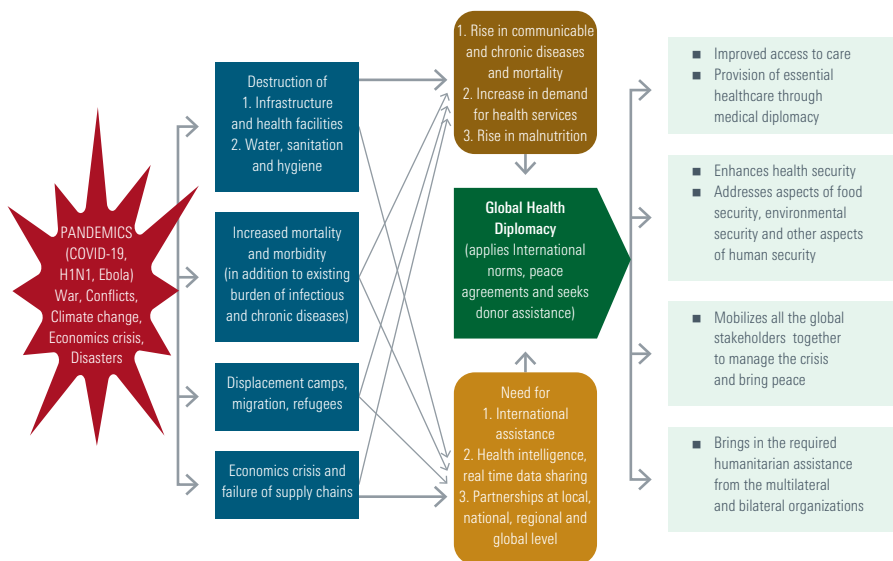 PANDEMICS
(COVID-19,
H1N1, Ebola)
War, Conflicts,
Climate change,
Economics crisis,
Disasters
Destruction of
1. Infrastructure
and health facilities
2. Water, sanitation
and hygiene
Increased mortality
and morbidity
(in addition to existing
burden of infectious
and chronic diseases)
Displacement camps,
migration, refugees
Economics crisis and
failure of supply chains
1. Rise in communicable
and chronic diseases
and mortality
2. Increase in demand
for health services
3. Rise in malnutrition
Global Health
Diplomacy
(applies International
norms, peace
agreements and seeks
donor assistance)
Need for
1. International
assistance
2. Health intelligence,
real time data sharing
3. Partnerships at local,
national, regional and
global level
■ Improved access to care
■ Provision of essential
healthcare through
medical diplomacy
■ Enhances health security
■ Addresses aspects of food
security, environmental
security and other aspects
of human security
■ Mobilizes all the global
stakeholders together
to manage the crisis
and bring peace
■ Brings in the required
humanitarian assistance
from the multilateral
and bilateral organizations